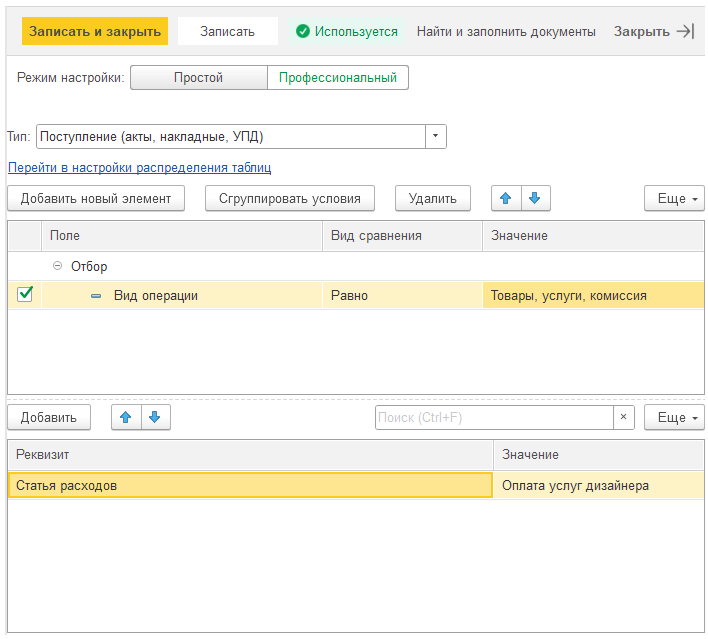 Записать и закрыть Записать Используется Найти и заполнить документы Закрыть
Режим настройки: Простой Профессиональный
Тип: Поступление (акты, накладные, УПД)
Перейти в настройки распределения таблиц
Добавить новый элемент Сгруппировать условия Удалить Еще
Поле Вид сравнения Значение
Отбор
Вид операции Равно Товары, услуги, комиссия
Добавить Поиск (Ctrl+F) × Еще
Реквизит Значение
Статья расходов Оплата услуг дизайнера